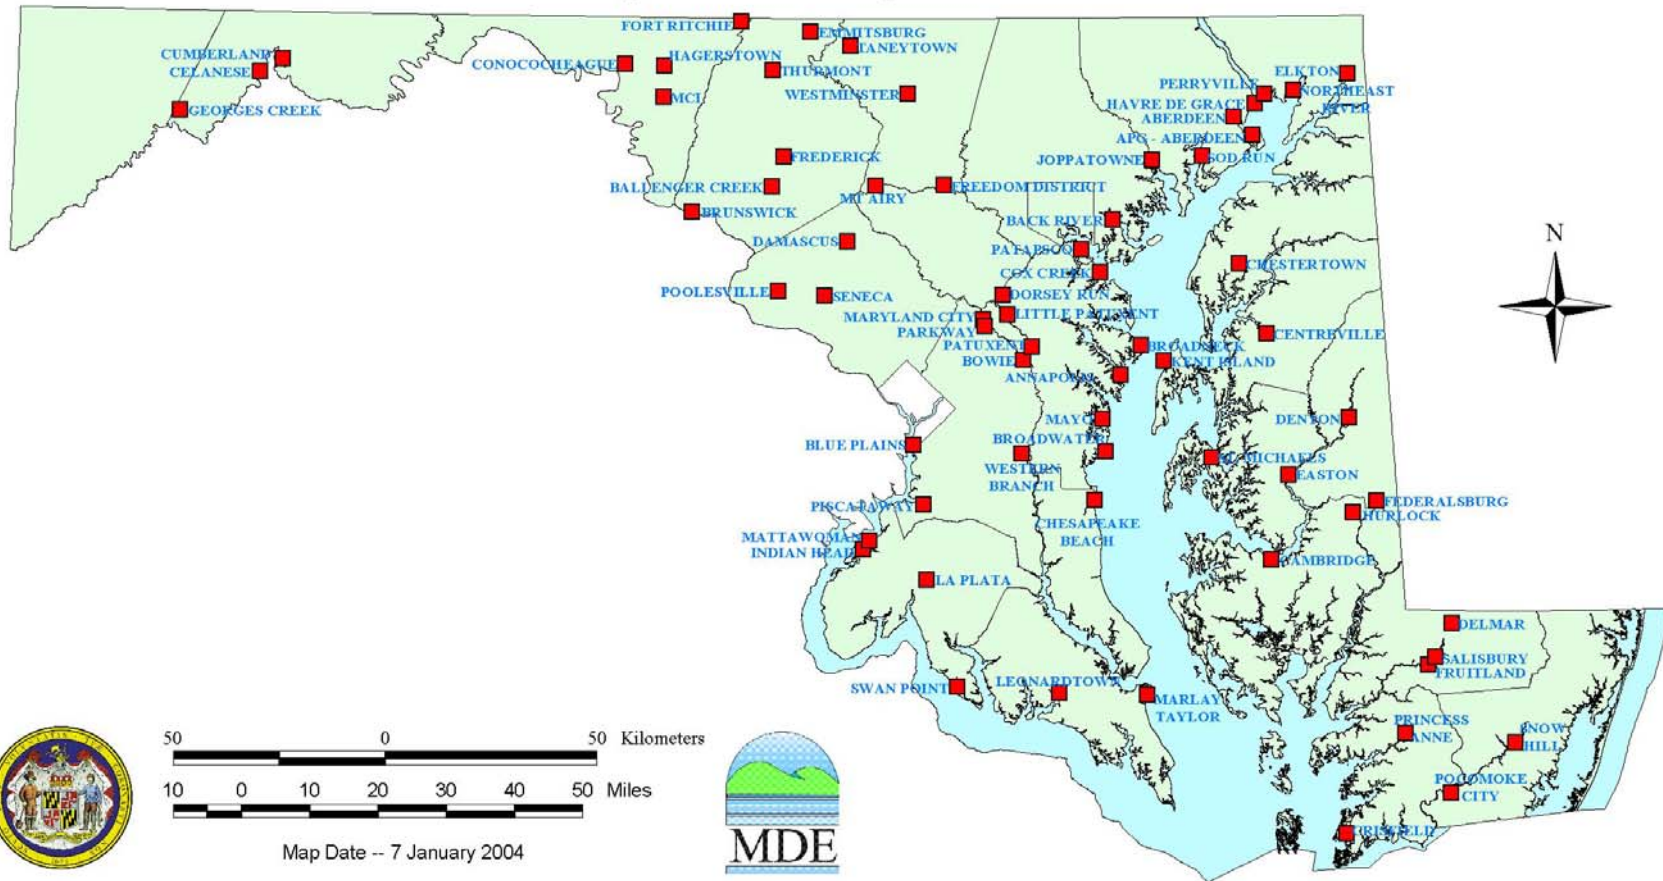 FORT RITCHIE
EMMITSBURG
TANEYTOWN
CUMBERLAND
CELANESE
HAGERSTOWN
CONOCOCHEAGUE
THURMONT
ELKTON
PERRYVILLE
NORTHEAST
RIVER
MCI
WESTMINSTER
HAVRE DE GRACE
GEORGES CREEK
ABERDEEN
APG - ABERDEEN
FREDERICK
JOPPATOWNE
SOD RUN
BALLENGER CREEK
MT AIRY
FREEDOM DISTRICT
BRUNSWICK
BACK RIVER
N
DAMASCUS
PATAPSCO
CHESTERTOWN
COX CREEK
POOLESVILLE
SENECA
DORSEY RUN
MARYLAND CITY
LITTLE PATUXENT
PARKWAY
CENTREVILLE
PATUXENT
BROADNECK
BOWIE
KENT ISLAND
ANNAPOLIS
MAYO
DENTON
BROADWATER
BLUE PLAINS
ST. MICHAELS
WESTERN
BRANCH
EASTON
PISCATAWAY
FEDERALSBURG
HURLOCK
CHESAPEAKE
BEACH
MATTAWOMAN
INDIAN HEAD
CAMBRIDGE
LA PLATA
DELMAR
SALISBURY
FRUITLAND
SWAN POINT
LEONARDTOWN
MARLAY
TAYLOR
PRINCESS
ANNE
SNOW
HILL
50 0 50 Kilometers
POCOMOKE
CITY
10 0 10 20 30 40 50 Miles
CRISFIELD
MDE
Map Date -- 7 January 2004